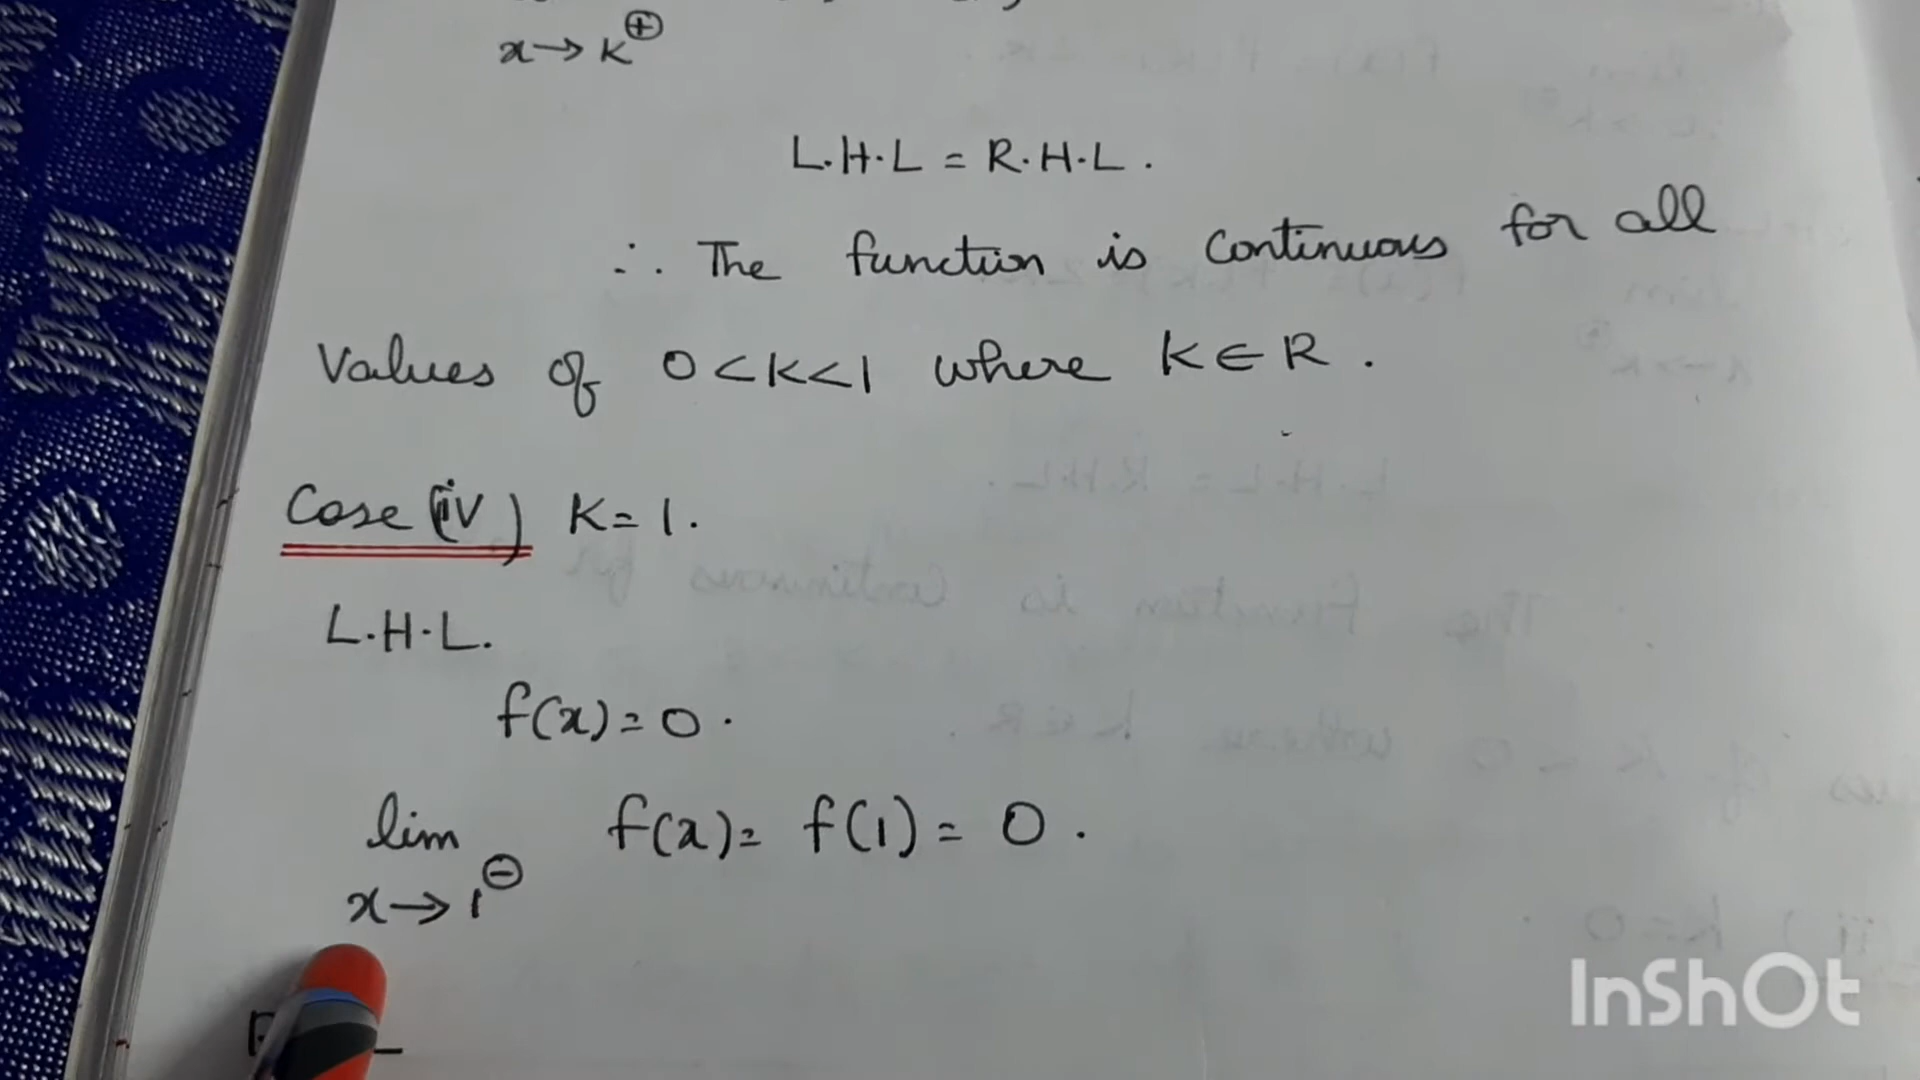 x→K⊕
L.H.L = R.H.L.
∴ The function is Continuous for all
Values of 0<K<1 where K∈R.
Case (iv) K=1.
L.H.L.
f(x)=0.
lim f(x)= f(1)= 0.
x→1⊖
InShOt